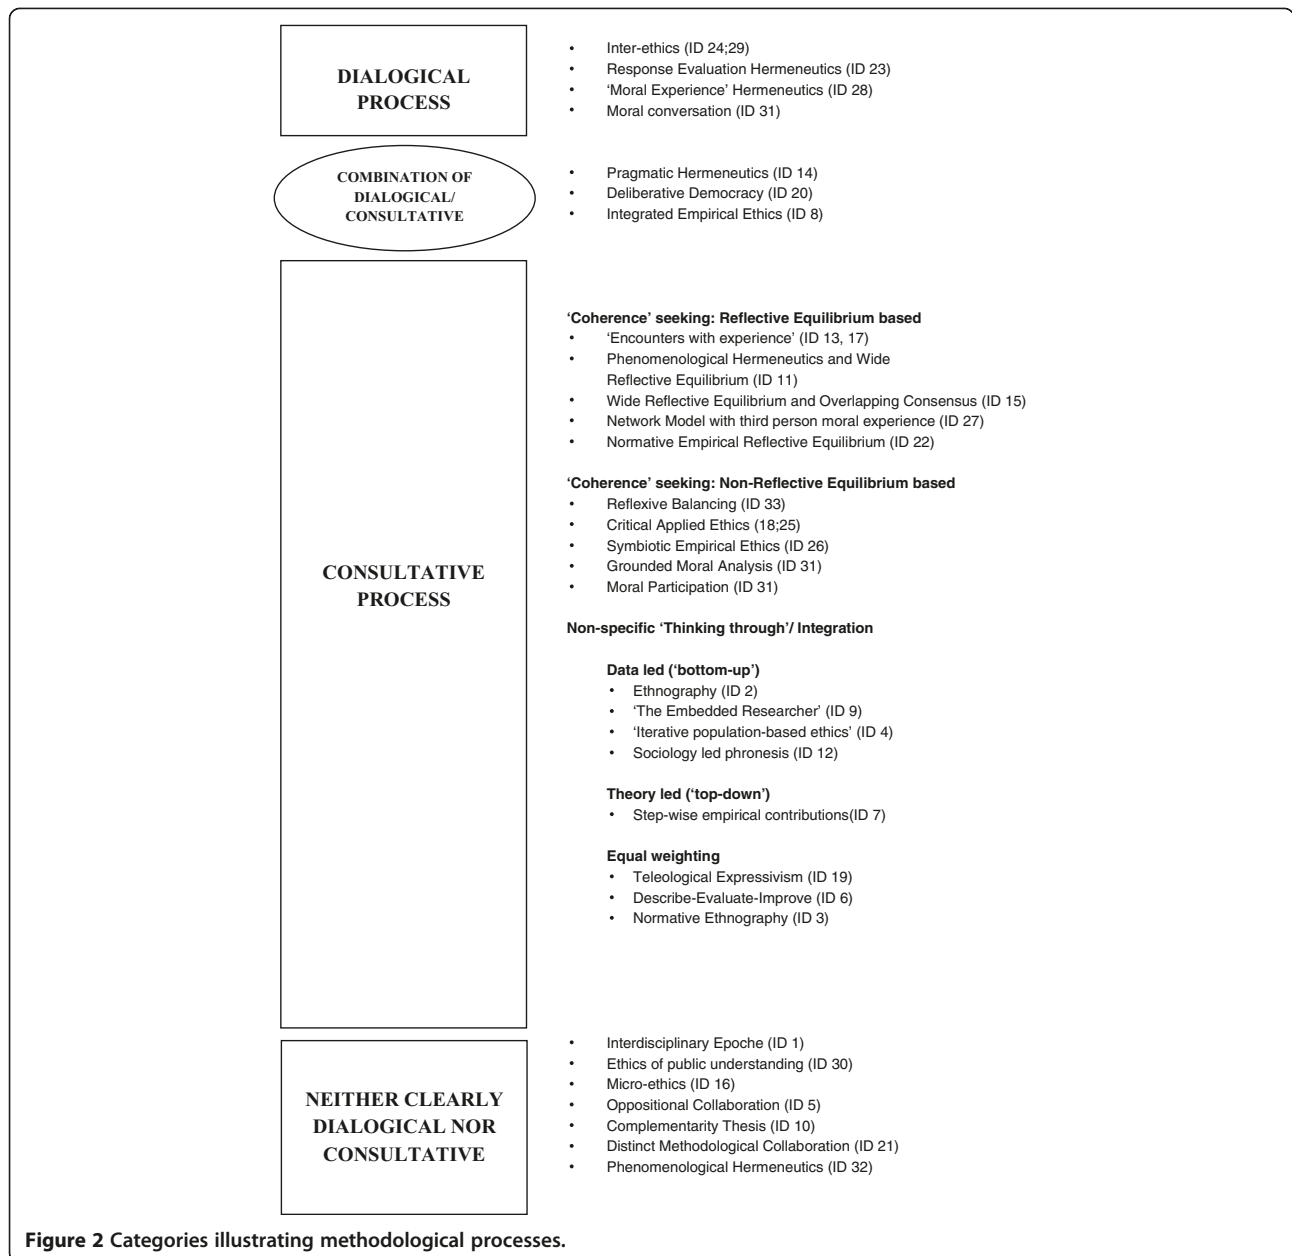 DIALOGICAL
PROCESS
• Inter-ethics (ID 24;29)
• Response Evaluation Hermeneutics (ID 23)
• ‘Moral Experience’ Hermeneutics (ID 28)
• Moral conversation (ID 31)
COMBINATION OF
DIALOGICAL/
CONSULTATIVE
• Pragmatic Hermeneutics (ID 14)
• Deliberative Democracy (ID 20)
• Integrated Empirical Ethics (ID 8)
CONSULTATIVE
PROCESS
‘Coherence’ seeking: Reflective Equilibrium based
• ‘Encounters with experience’ (ID 13, 17)
• Phenomenological Hermeneutics and Wide
Reflective Equilibrium (ID 11)
• Wide Reflective Equilibrium and Overlapping Consensus (ID 15)
• Network Model with third person moral experience (ID 27)
• Normative Empirical Reflective Equilibrium (ID 22)
‘Coherence’ seeking: Non-Reflective Equilibrium based
• Reflexive Balancing (ID 33)
• Critical Applied Ethics (18;25)
• Symbiotic Empirical Ethics (ID 26)
• Grounded Moral Analysis (ID 31)
• Moral Participation (ID 31)
Non-specific ‘Thinking through’/ Integration
Data led (‘bottom-up’)
• Ethnography (ID 2)
• ‘The Embedded Researcher’ (ID 9)
• ‘Iterative population-based ethics’ (ID 4)
• Sociology led phronesis (ID 12)
Theory led (‘top-down’)
• Step-wise empirical contributions(ID 7)
Equal weighting
• Teleological Expressivism (ID 19)
• Describe-Evaluate-Improve (ID 6)
• Normative Ethnography (ID 3)
NEITHER CLEARLY
DIALOGICAL NOR
CONSULTATIVE
• Interdisciplinary Epoche (ID 1)
• Ethics of public understanding (ID 30)
• Micro-ethics (ID 16)
• Oppositional Collaboration (ID 5)
• Complementarity Thesis (ID 10)
• Distinct Methodological Collaboration (ID 21)
• Phenomenological Hermeneutics (ID 32)
Figure 2 Categories illustrating methodological processes.